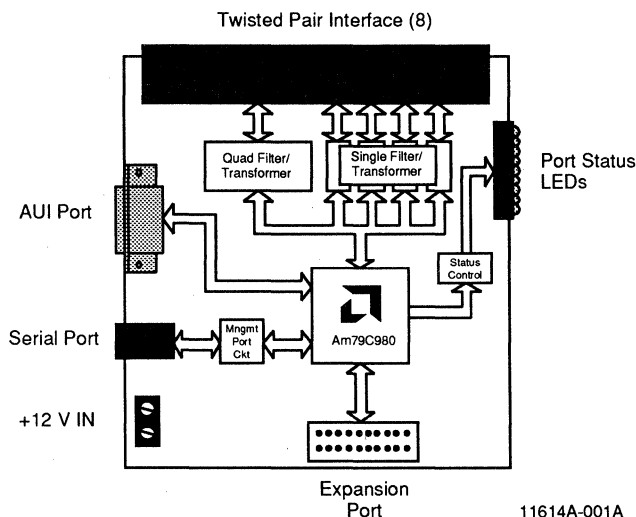 Twisted Pair Interface (8)
Quad Filter/
Transformer
Single Filter/
Transformer
Port Status
LEDs
AUI Port
Status
Control
Am79C980
Serial Port
Mngmt
Port
Ckt
+12 V IN
Expansion
Port
11614A-001A